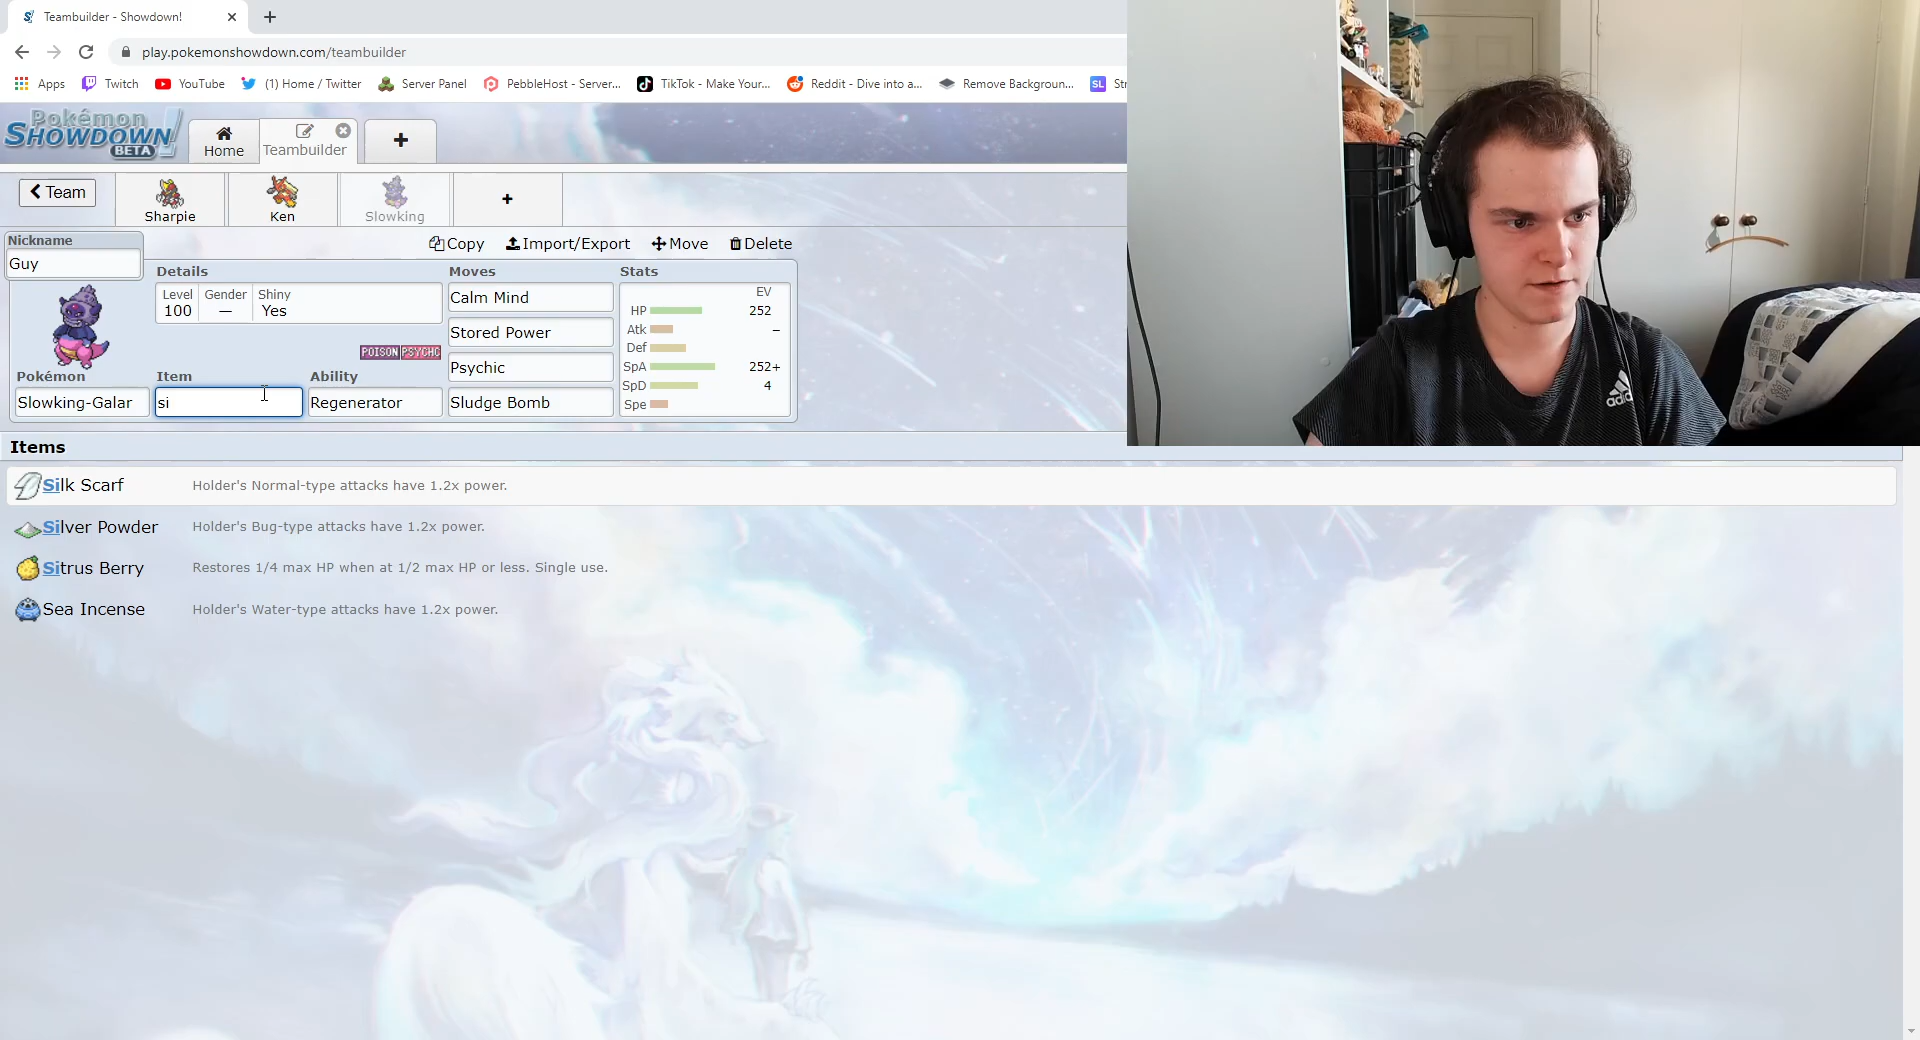 Teambuilder - Showdown!
play.pokemonshowdown.com/teambuilder
Apps Twitch YouTube (1) Home / Twitter Server Panel PebbleHost - Server... TikTok - Make Your... Reddit - Dive into a... Remove Backgroun... SL Str
Pokémon
SHOWDOWN!
BETA
Home
Teambuilder
+
Team
Sharpie
Ken
Slowking
+
Nickname
Guy
Copy Import/Export Move Delete
Details
Level Gender Shiny
100 — Yes
POISON PSYCHC
Pokémon Item Ability
Slowking-Galar si Regenerator
Moves
Calm Mind
Stored Power
Psychic
Sludge Bomb
Stats
EV
HP 252
Atk –
Def
SpA 252+
SpD 4
Spe
Items
Silk Scarf Holder's Normal-type attacks have 1.2x power.
Silver Powder Holder's Bug-type attacks have 1.2x power.
Sitrus Berry Restores 1/4 max HP when at 1/2 max HP or less. Single use.
Sea Incense Holder's Water-type attacks have 1.2x power.
adid